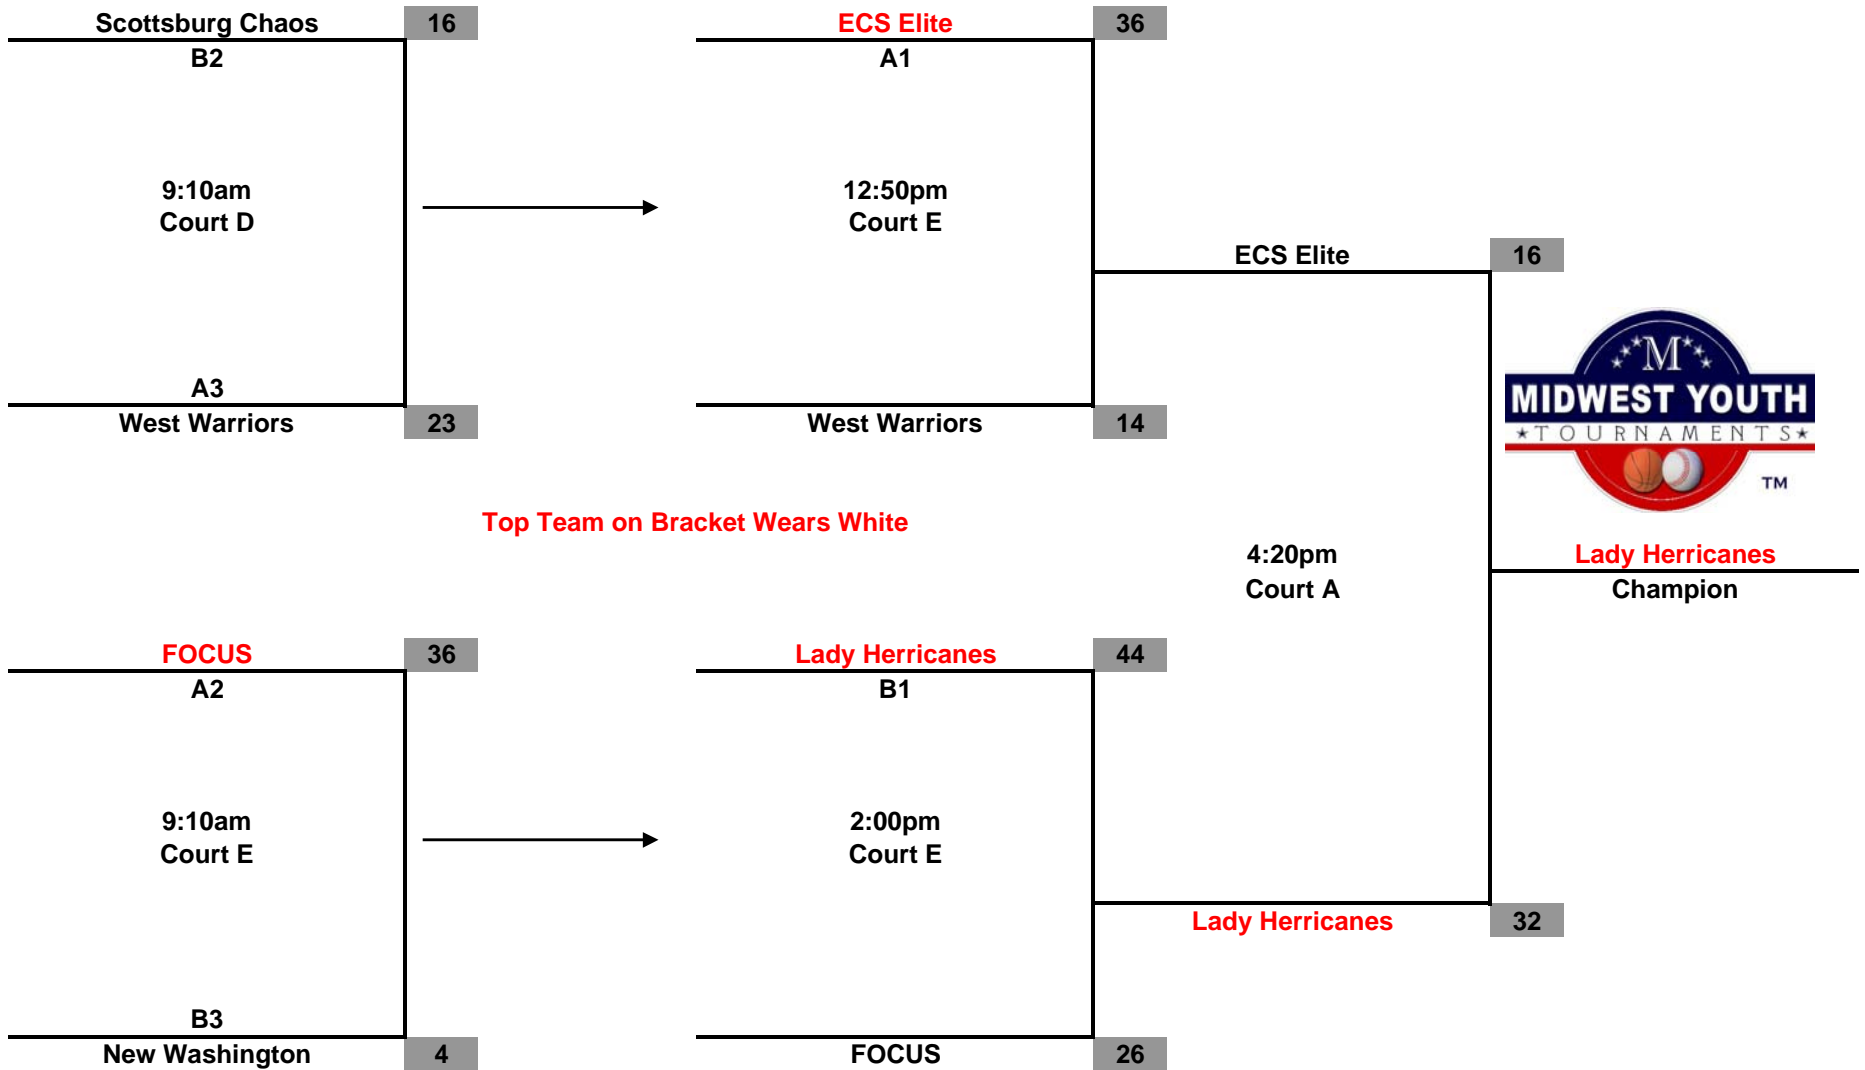 Scottsburg Chaos 16
B2
9:10am
Court D
A3
West Warriors 23
ECS Elite 36
A1
12:50pm
Court E
West Warriors 14
Top Team on Bracket Wears White
FOCUS 36
A2
9:10am
Court E
B3
New Washington 4
Lady Herricanes 44
B1
2:00pm
Court E
FOCUS 26
ECS Elite 16
4:20pm
Court A
Lady Herricanes 32
M
MIDWEST YOUTH
TOURNAMENTS
TM
Lady Herricanes
Champion